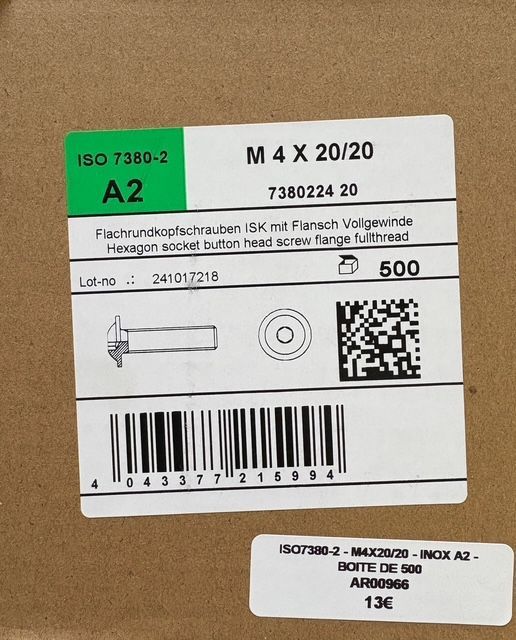 ISO 7380-2
A2
M 4 X 20/20
7380224 20
Flachrundkopfschrauben ISK mit Flansch Vollgewinde
Hexagon socket button head screw flange fullthread
Lot-no .: 241017218
500
4 043377 215994
ISO7380-2 - M4X20/20 - INOX A2 -
BOITE DE 500
AR00966
13€